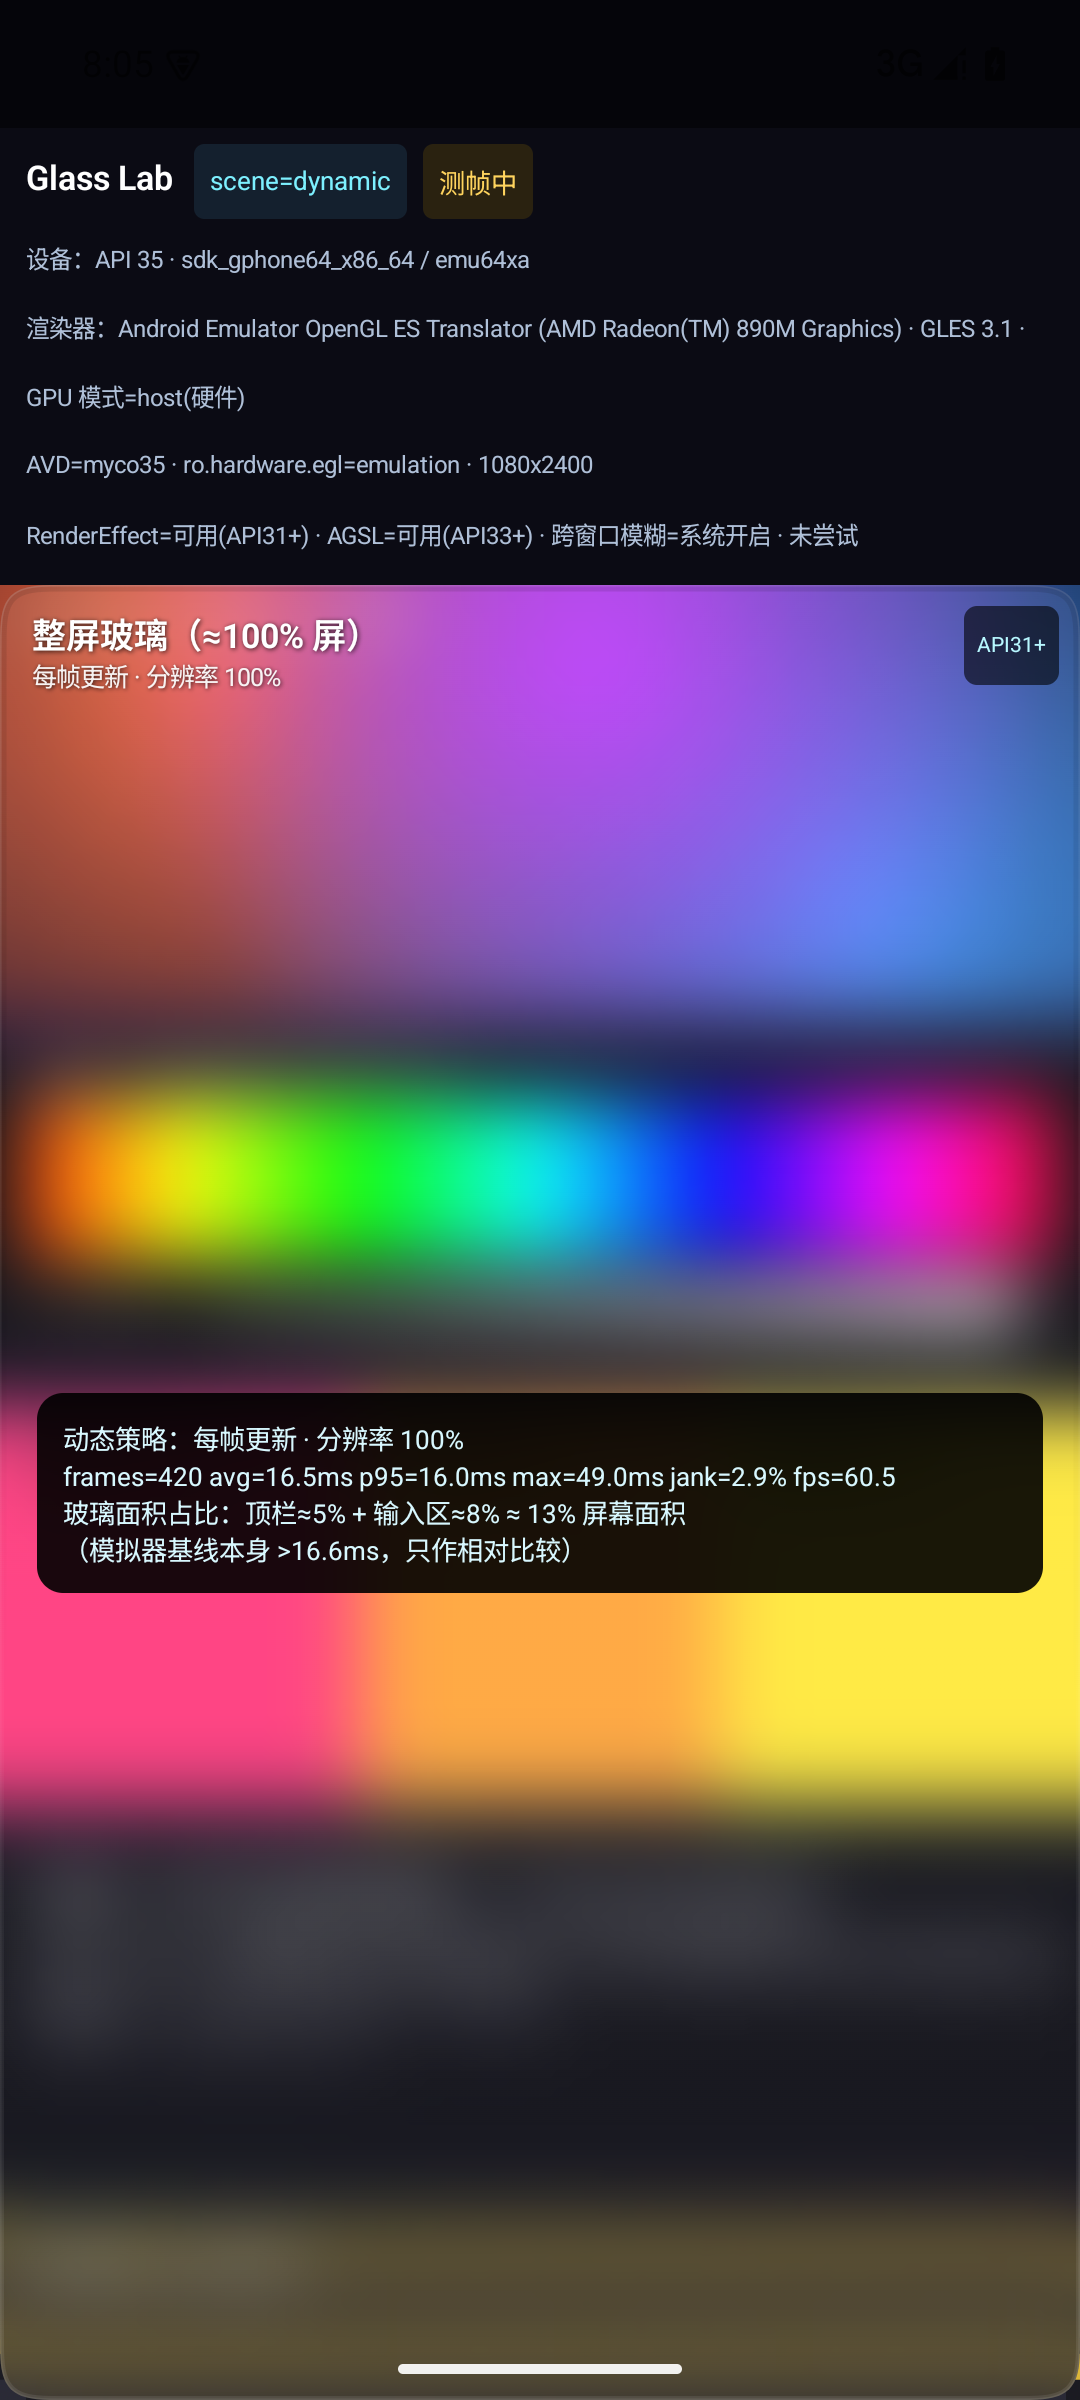 8:05
3G
Glass Lab
scene=dynamic
测帧中
设备：API 35 · sdk_gphone64_x86_64 / emu64xa
渲染器：Android Emulator OpenGL ES Translator (AMD Radeon(TM) 890M Graphics) · GLES 3.1 ·
GPU 模式=host(硬件)
AVD=myco35 · ro.hardware.egl=emulation · 1080x2400
RenderEffect=可用(API31+) · AGSL=可用(API33+) · 跨窗口模糊=系统开启 · 未尝试
整屏玻璃（≈100% 屏）
每帧更新 · 分辨率 100%
API31+
动态策略：每帧更新 · 分辨率 100%
frames=420 avg=16.5ms p95=16.0ms max=49.0ms jank=2.9% fps=60.5
玻璃面积占比：顶栏≈5% + 输入区≈8% ≈ 13% 屏幕面积
（模拟器基线本身 >16.6ms，只作相对比较）